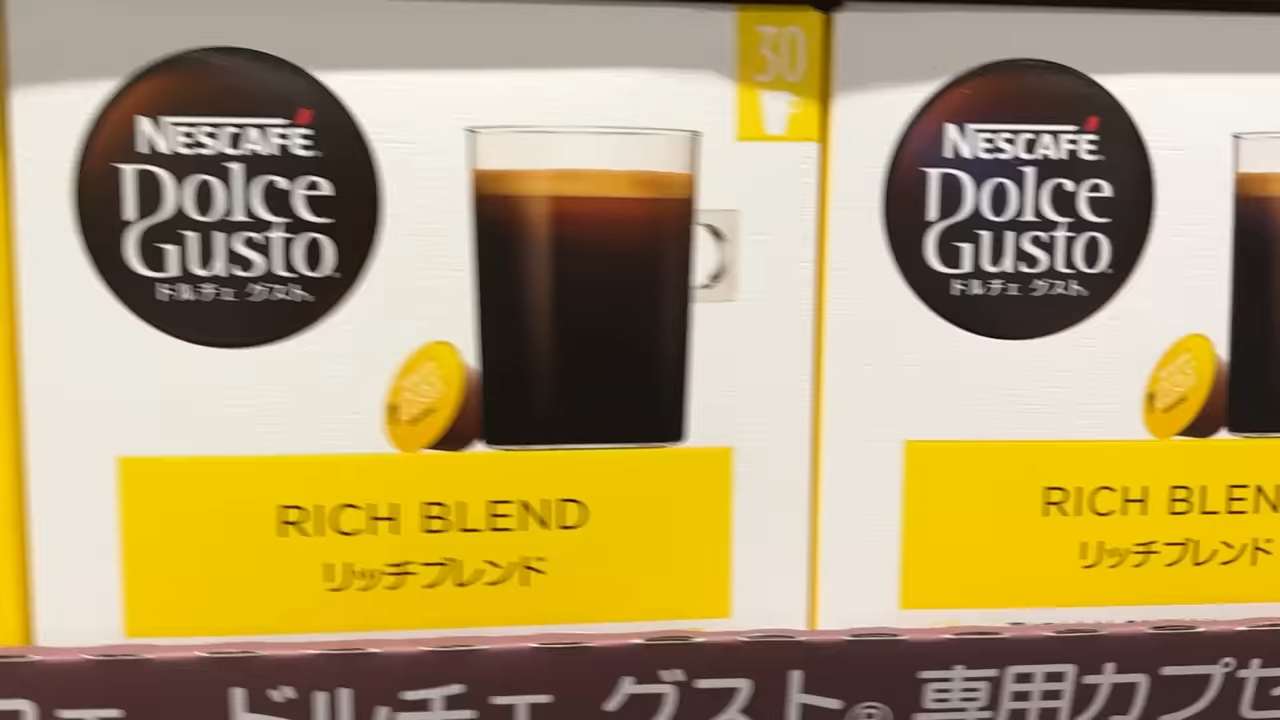 30
NESCAFÉ.
Dolce
Gusto
ドルチェ グスト
RICH BLEND
リッチブレンド
NESCAFÉ.
Dolce
Gusto
ドルチェ グスト
RICH BLEN
リッチブレンド
ェ ドルチェ グスト® 専用カプセ